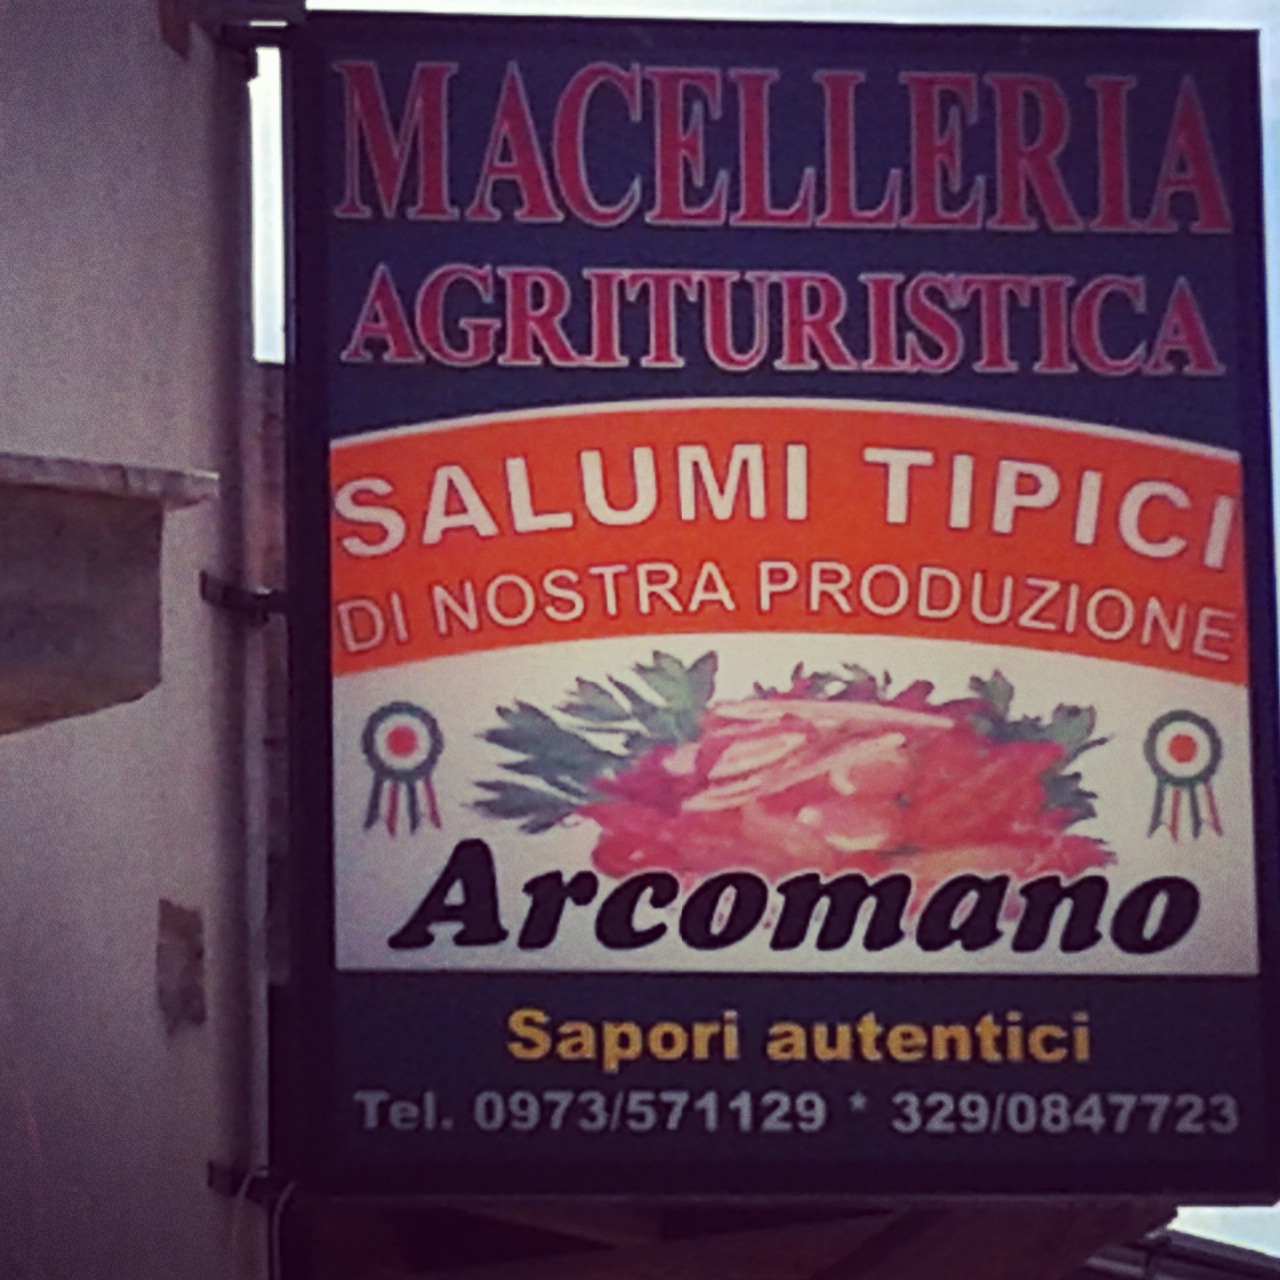 MACELLERIA
AGRITURISTICA
SALUMI TIPICI
DI NOSTRA PRODUZIONE
Arcomano
Sapori autentici
Tel. 0973/571129 * 329/0847723